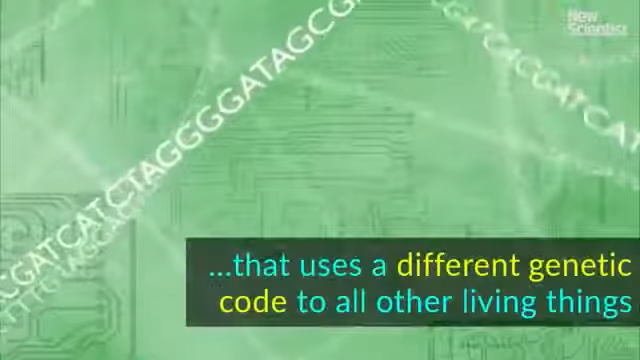 New
Scientist
CGATCATCTAGGGGATAGCG
...that uses a different genetic
code to all other living things